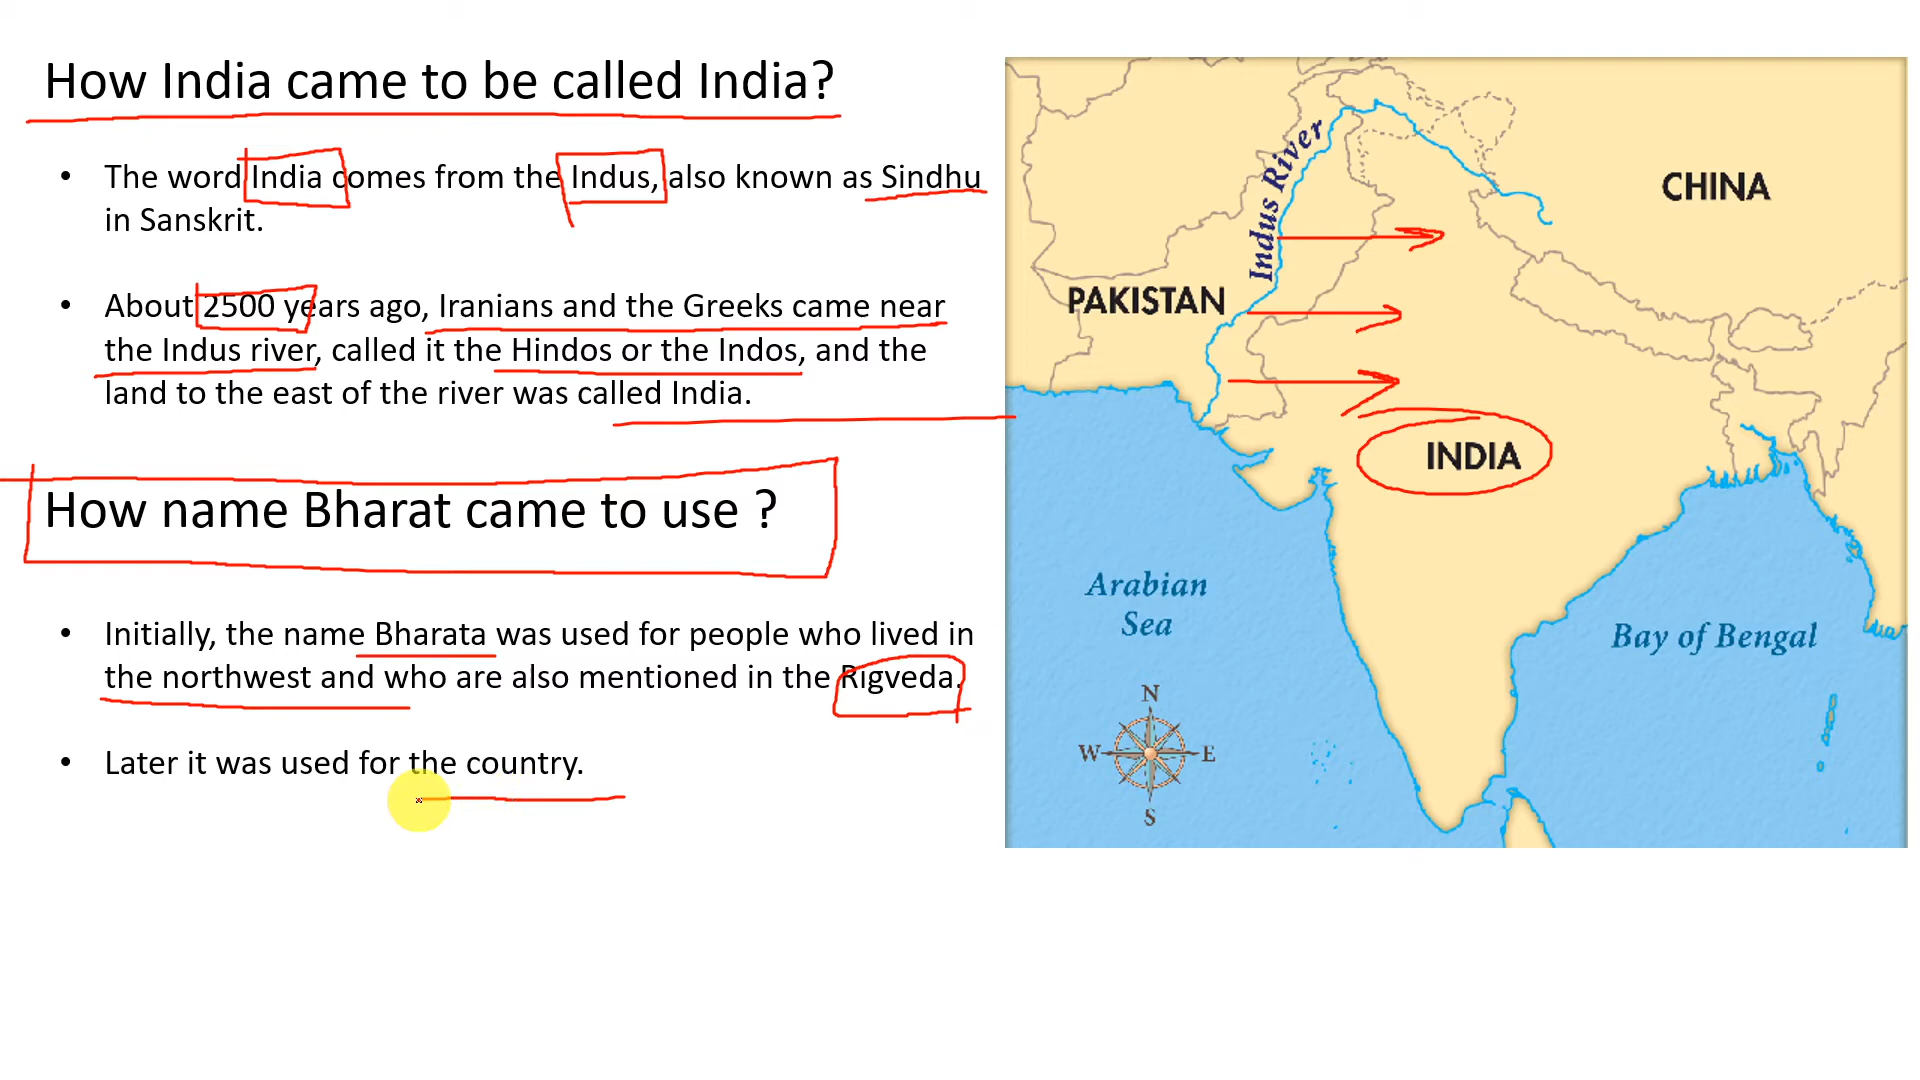 How India came to be called India?
• The word India comes from the Indus, also known as Sindhu
in Sanskrit.
• About 2500 years ago, Iranians and the Greeks came near
the Indus river, called it the Hindos or the Indos, and the
land to the east of the river was called India.
How name Bharat came to use ?
• Initially, the name Bharata was used for people who lived in
the northwest and who are also mentioned in the Rigveda.
• Later it was used for the country.
Indus River
CHINA
PAKISTAN
INDIA
Arabian
Sea
Bay of Bengal
N
W E
S